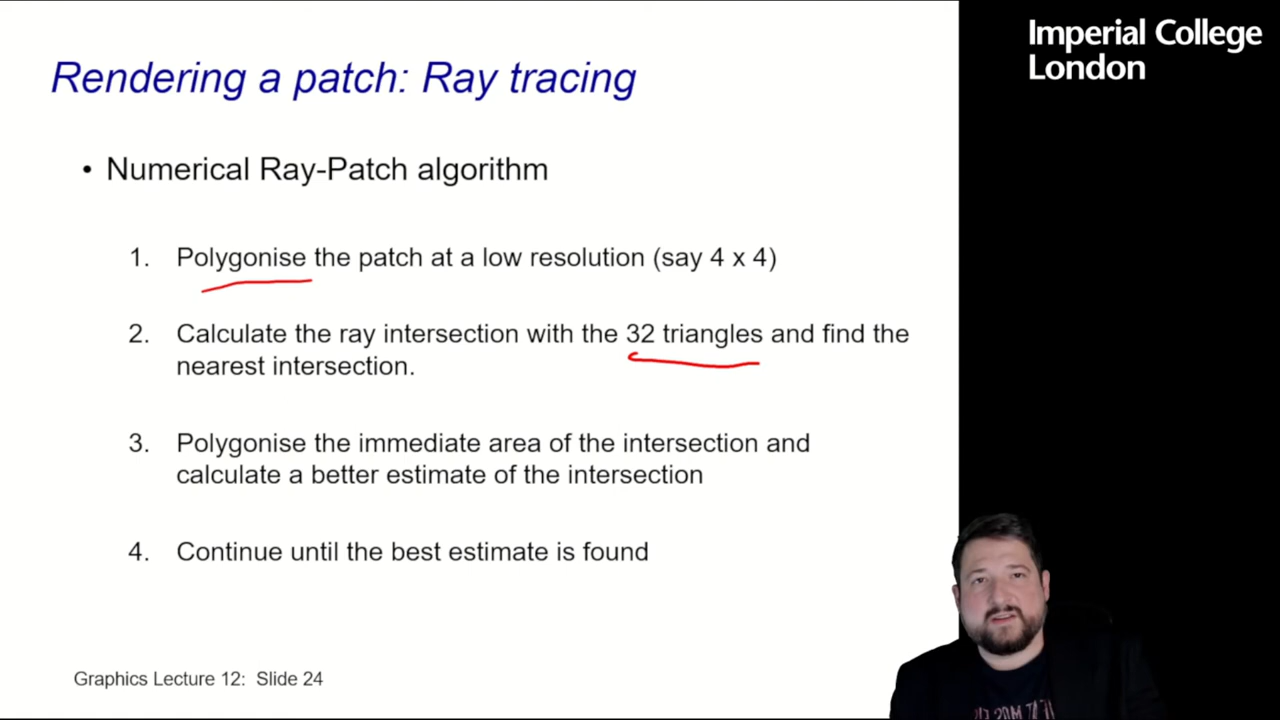 Imperial College
London
Rendering a patch: Ray tracing
• Numerical Ray-Patch algorithm
1. Polygonise the patch at a low resolution (say 4 x 4)
2. Calculate the ray intersection with the 32 triangles and find the
nearest intersection.
3. Polygonise the immediate area of the intersection and
calculate a better estimate of the intersection
4. Continue until the best estimate is found
Graphics Lecture 12: Slide 24